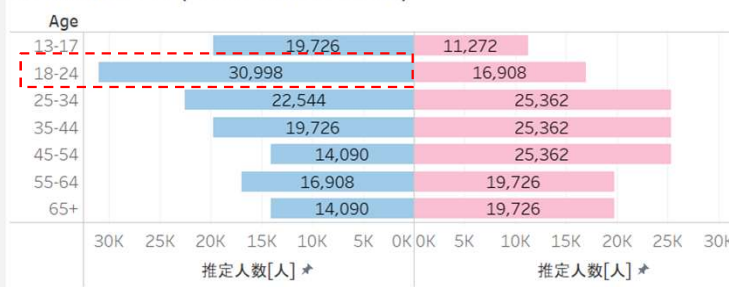 Age
13-17 19,726 11,272
18-24 30,998 16,908
25-34 22,544 25,362
35-44 19,726 25,362
45-54 14,090 25,362
55-64 16,908 19,726
65+ 14,090 19,726
30K 25K 20K 15K 10K 5K 0K 0K 5K 10K 15K 20K 25K 30K
推定人数[人] 推定人数[人]